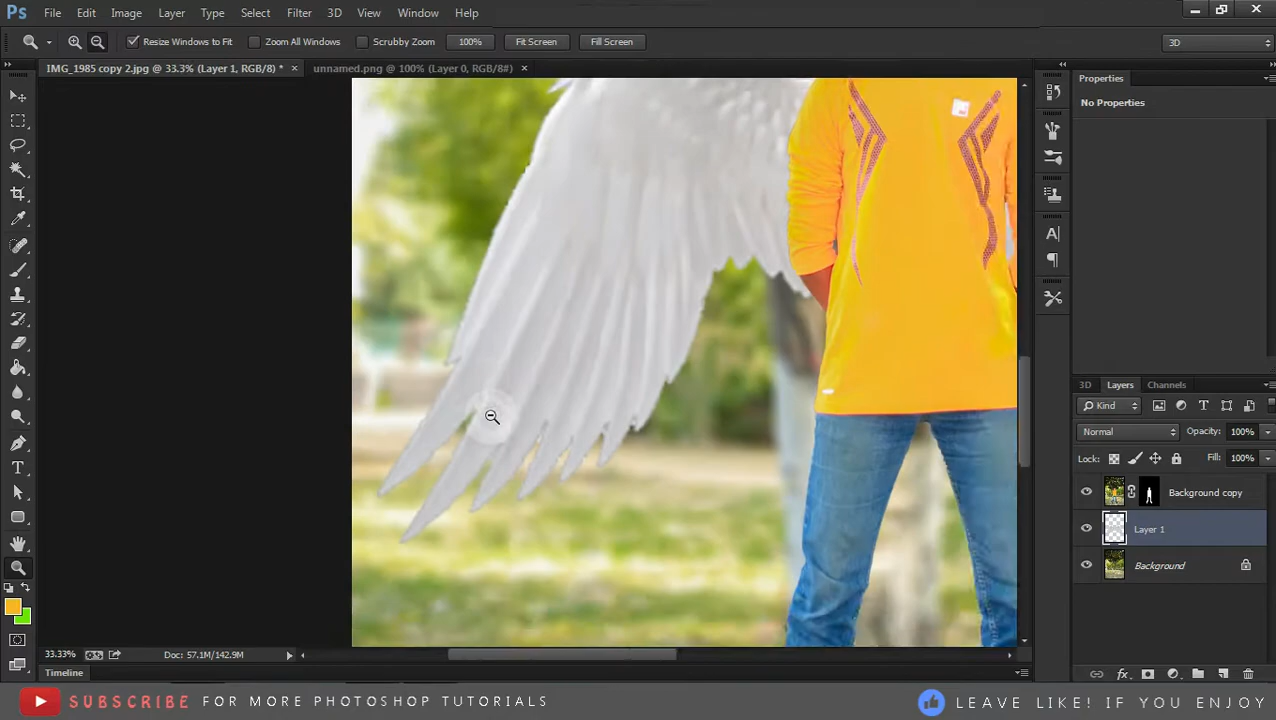 Ps File Edit Image Layer Type Select Filter 3D View Window Help
Resize Windows to Fit Zoom All Windows Scrubby Zoom 100% Fit Screen Fill Screen 3D
IMG_1985 copy 2.jpg @ 33.3% (Layer 1, RGB/8) * × unnamed.png @ 100% (Layer 0, RGB/8#) ×
Properties
No Properties
3D Layers Channels
Kind
Normal Opacity: 100%
Lock: Fill: 100%
Background copy
Layer 1
Background
33.33% Doc: 57.1M/142.9M
Timeline
SUBSCRIBE FOR MORE PHOTOSHOP TUTORIALS LEAVE LIKE! IF YOU ENJOY